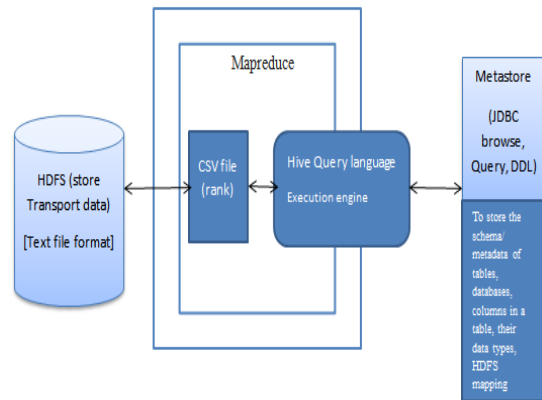 Mapreduce
HDFS (store
Transport data)
[Text file format]
CSV file
(rank)
Hive Query language
Execution engine
Metastore
(JDBC
browse,
Query, DDL)
To store the
schema/
metadata of
tables,
databases,
columns in a
table, their
data types,
HDFS
mapping